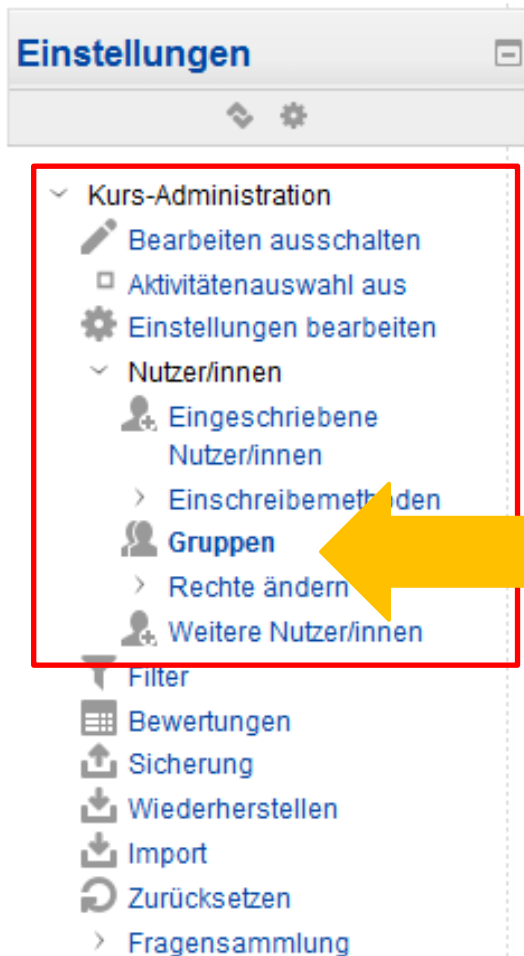 Einstellungen
Kurs-Administration
Bearbeiten ausschalten
Aktivitätenauswahl aus
Einstellungen bearbeiten
Nutzer/innen
Eingeschriebene
Nutzer/innen
Einschreibemethoden
Gruppen
Rechte ändern
Weitere Nutzer/innen
Filter
Bewertungen
Sicherung
Wiederherstellen
Import
Zurücksetzen
Fragensammlung